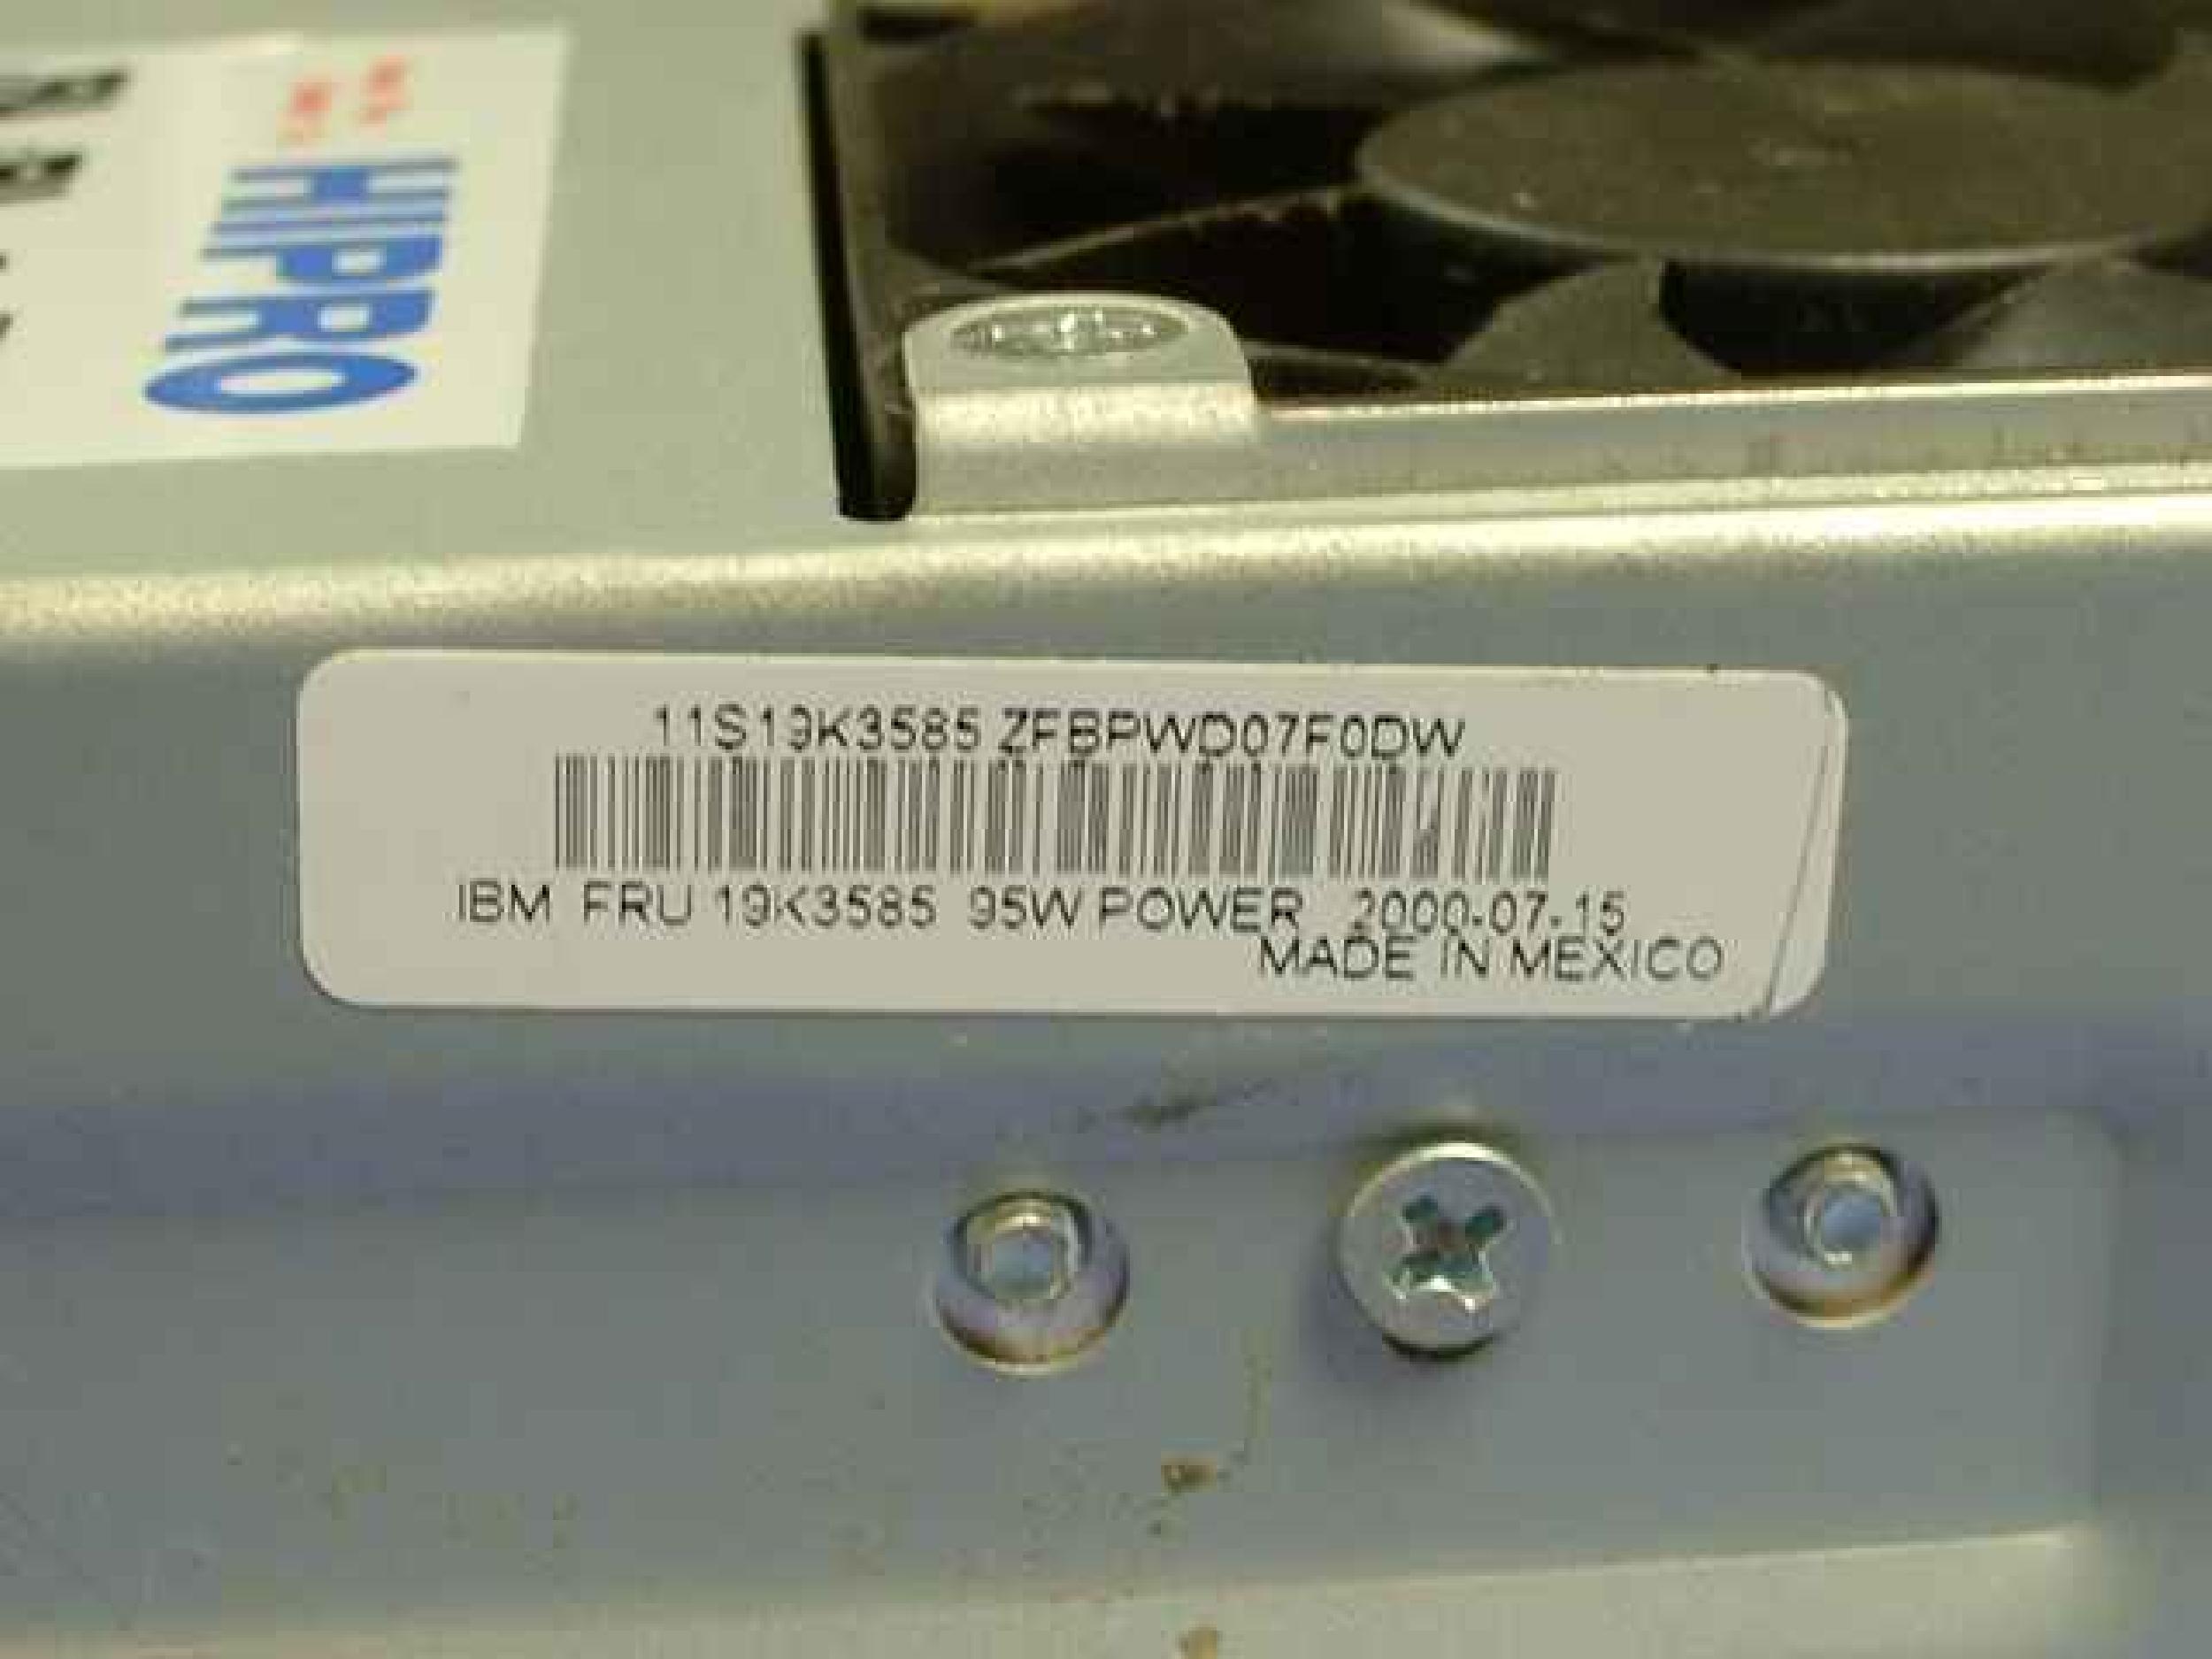 HIPRO
11S19K3585 ZFBPWD07F0DW
IBM FRU 19K3585 95W POWER 2000-07-15
MADE IN MEXICO